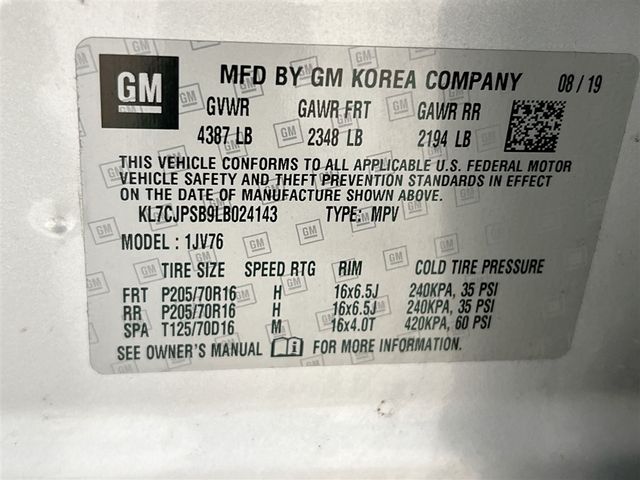 GM MFD BY GM KOREA COMPANY 08/19
GVWR GAWR FRT GAWR RR
4387 LB 2348 LB 2194 LB
THIS VEHICLE CONFORMS TO ALL APPLICABLE U.S. FEDERAL MOTOR
VEHICLE SAFETY AND THEFT PREVENTION STANDARDS IN EFFECT
ON THE DATE OF MANUFACTURE SHOWN ABOVE.
KL7CJPSB9LB024143 TYPE: MPV
MODEL : 1JV76
TIRE SIZE SPEED RTG RIM COLD TIRE PRESSURE
FRT P205/70R16 H 16x6.5J 240KPA, 35 PSI
RR P205/70R16 H 16x6.5J 240KPA, 35 PSI
SPA T125/70D16 M 16x4.0T 420KPA, 60 PSI
SEE OWNER'S MANUAL FOR MORE INFORMATION.